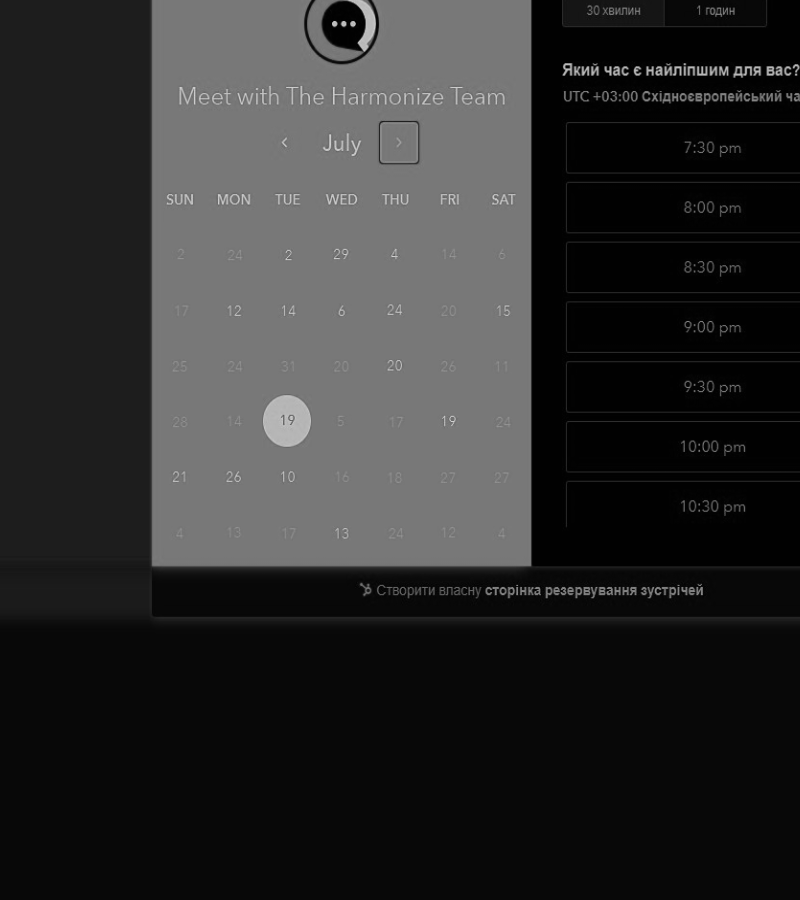 30 хвилин 1 годин
Meet with The Harmonize Team
July
SUN MON TUE WED THU FRI SAT
2 24 2 29 4 14 6
17 12 14 6 24 20 15
25 24 31 20 20 26 11
28 14 19 5 17 19 24
21 26 10 16 18 27 27
4 13 17 13 24 12 4
Який час є найліпшим для вас?
UTC +03:00 Східноєвропейський ча
7:30 pm
8:00 pm
8:30 pm
9:00 pm
9:30 pm
10:00 pm
10:30 pm
Створити власну сторінка резервування зустрічей